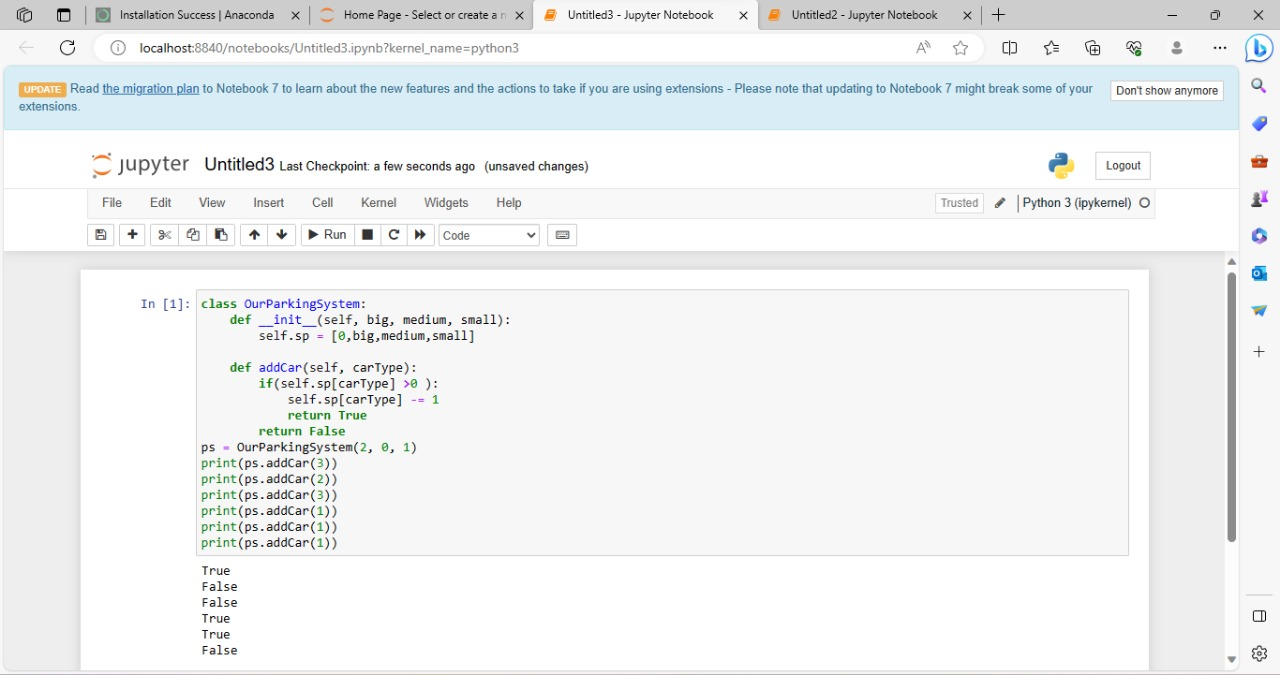 Installation Success | Anaconda
Home Page - Select or create a n
Untitled3 - Jupyter Notebook
Untitled2 - Jupyter Notebook
localhost:8840/notebooks/Untitled3.ipynb?kernel_name=python3
UPDATE Read the migration plan to Notebook 7 to learn about the new features and the actions to take if you are using extensions - Please note that updating to Notebook 7 might break some of your
extensions.
Don't show anymore
jupyter Untitled3 Last Checkpoint: a few seconds ago (unsaved changes)
Logout
File Edit View Insert Cell Kernel Widgets Help
Trusted
Python 3 (ipykernel)
Run
Code
In [1]: class OurParkingSystem:
    def __init__(self, big, medium, small):
        self.sp = [0,big,medium,small]

    def addCar(self, carType):
        if(self.sp[carType] >0 ):
            self.sp[carType] -= 1
            return True
        return False
ps = OurParkingSystem(2, 0, 1)
print(ps.addCar(3))
print(ps.addCar(2))
print(ps.addCar(3))
print(ps.addCar(1))
print(ps.addCar(1))
print(ps.addCar(1))
True
False
False
True
True
False